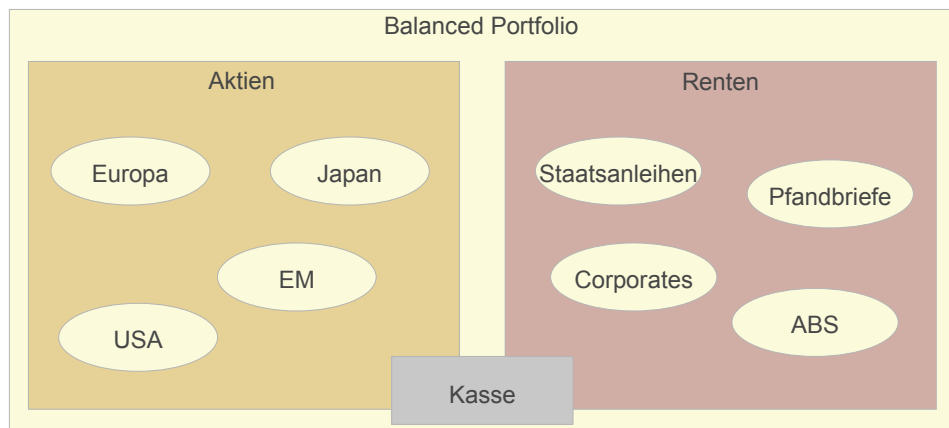 Balanced Portfolio
Aktien
Europa
Japan
EM
USA
Renten
Staatsanleihen
Pfandbriefe
Corporates
ABS
Kasse